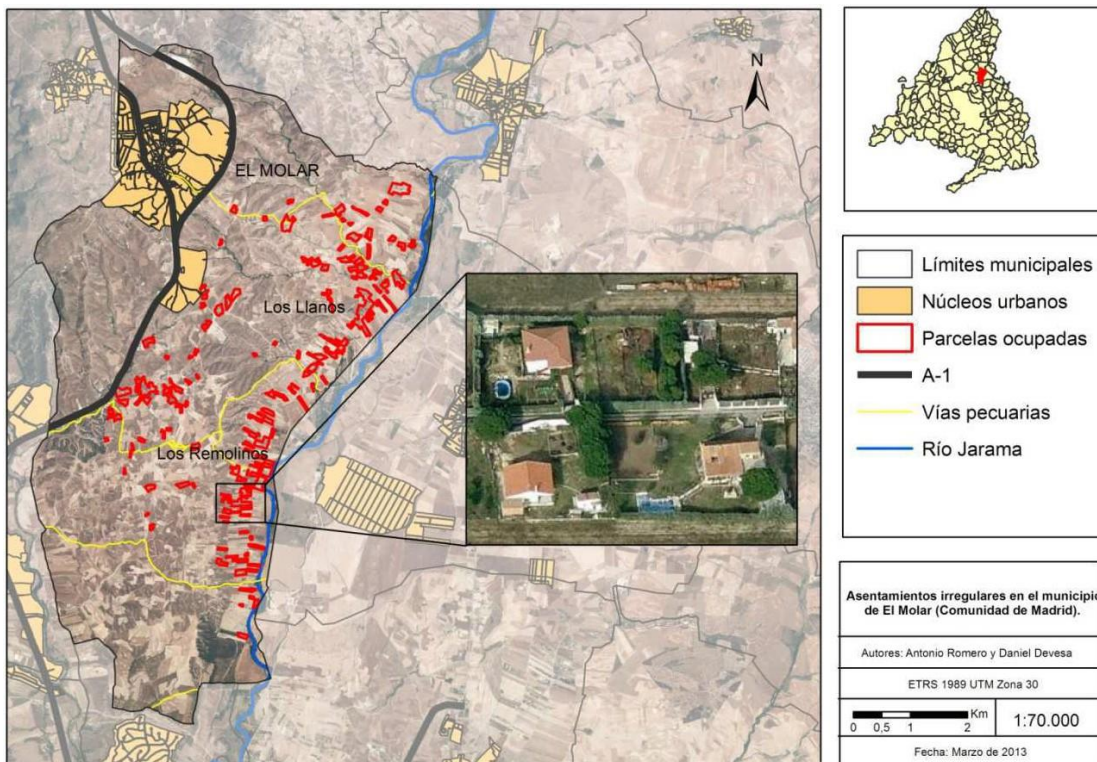 N
EL MOLAR
Los Llanos
Los Remolinos
Límites municipales
Núcleos urbanos
Parcelas ocupadas
A-1
Vías pecuarias
Río Jarama
Asentamientos irregulares en el municipio
de El Molar (Comunidad de Madrid).
Autores: Antonio Romero y Daniel Devesa
ETRS 1989 UTM Zona 30
Km
0 0,5 1 2
1:70.000
Fecha: Marzo de 2013